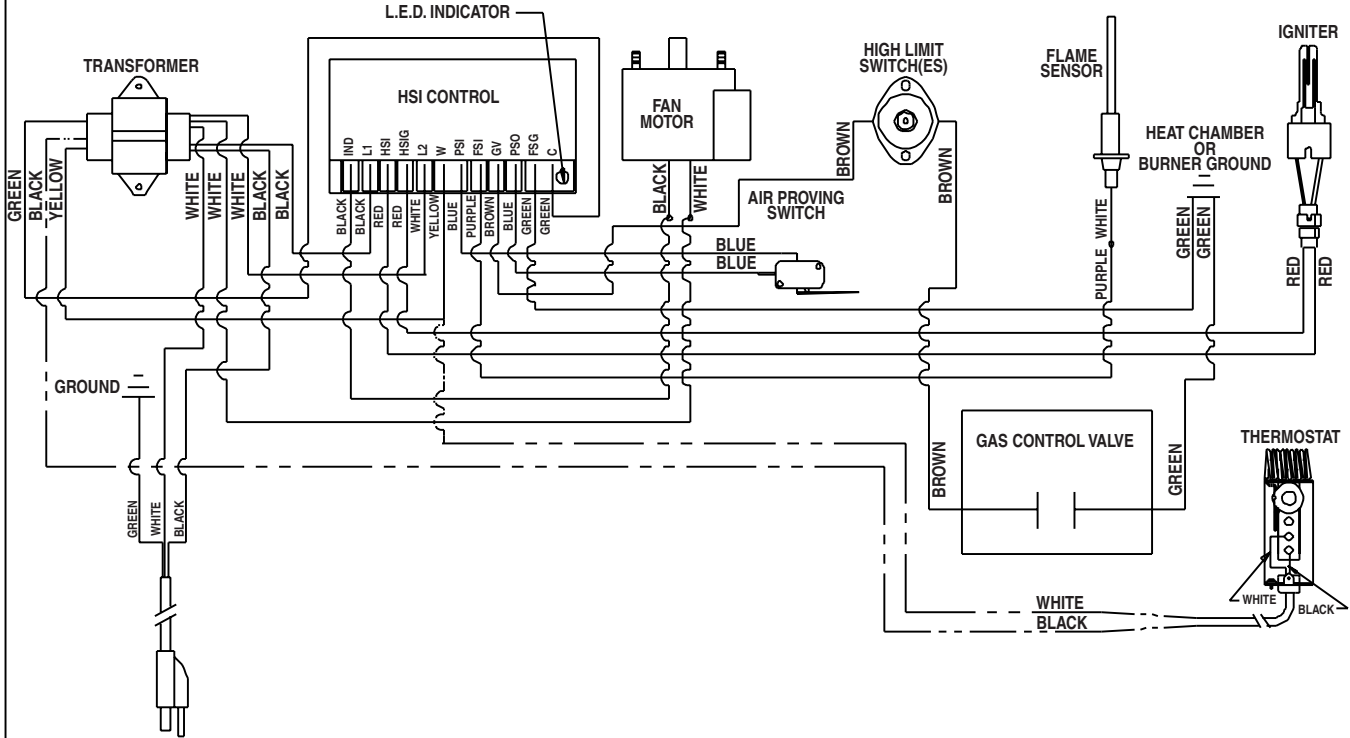 L.E.D. INDICATOR
TRANSFORMER
HSI CONTROL
IND
L1
HSI
HSIG
L2
W
PSI
FSI
GV
PSO
FSG
C
FAN
MOTOR
HIGH LIMIT
SWITCH(ES)
FLAME
SENSOR
IGNITER
HEAT CHAMBER
OR
BURNER GROUND
GREEN
BLACK
YELLOW
WHITE
WHITE
WHITE
BLACK
BLACK
BLACK
BLACK
RED
RED
WHITE
YELLOW
BLUE
PURPLE
BROWN
BLUE
GREEN
GREEN
BLACK
WHITE
BROWN
BROWN
AIR PROVING
SWITCH
BLUE
BLUE
PURPLE
WHITE
GREEN
GREEN
RED
RED
GROUND
GREEN
WHITE
BLACK
BROWN
GAS CONTROL VALVE
GREEN
THERMOSTAT
WHITE
BLACK
WHITE
BLACK